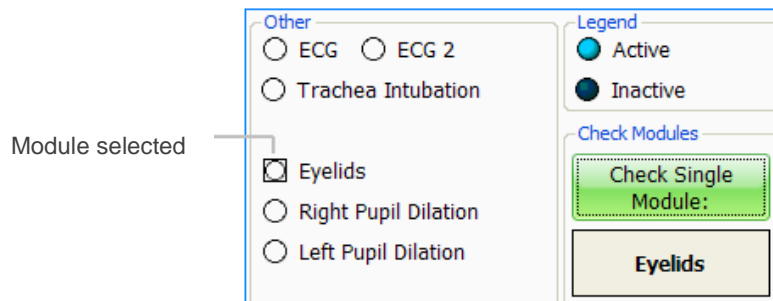 Other
ECG ECG 2
Trachea Intubation
Module selected
Eyelids
Right Pupil Dilation
Left Pupil Dilation
Legend
Active
Inactive
Check Modules
Check Single
Module:
Eyelids